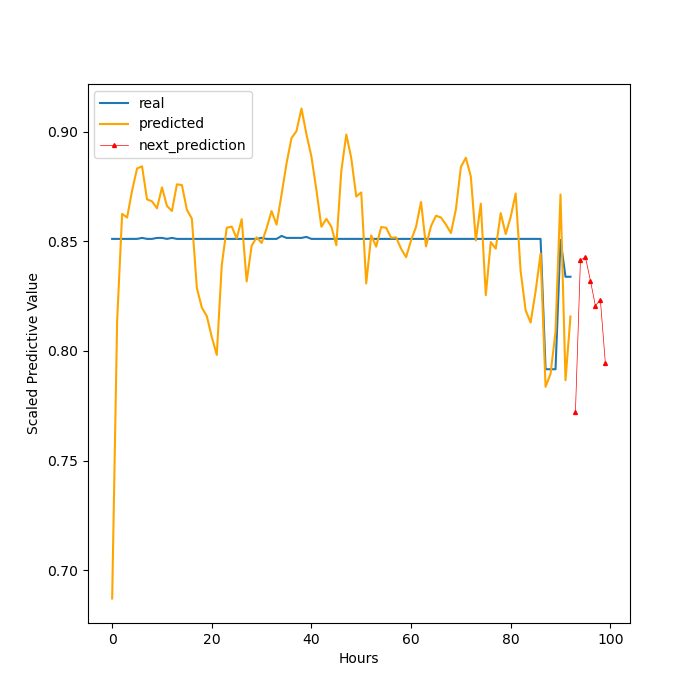 real
predicted
next_prediction
0.90
0.85
0.80
0.75
0.70
Scaled Predictive Value
0 20 40 60 80 100
Hours